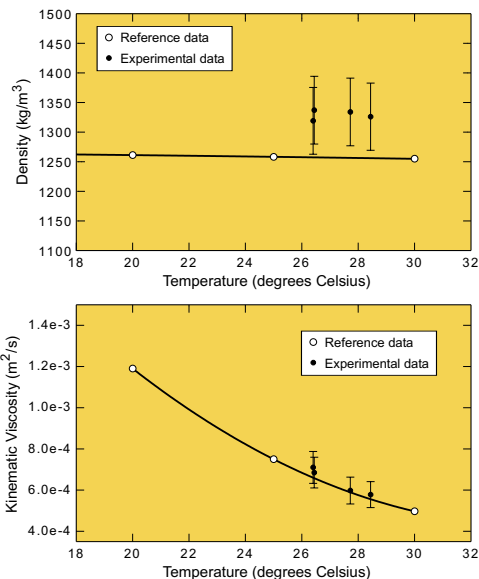 1500
1450
1400
1350
1300
1250
1200
1150
1100
Density (kg/m³)
Reference data
Experimental data
18 20 22 24 26 28 30 32
Temperature (degrees Celsius)
1.4e-3
1.2e-3
1.0e-3
8.0e-4
6.0e-4
4.0e-4
Kinematic Viscosity (m²/s)
Reference data
Experimental data
18 20 22 24 26 28 30 32
Temperature (degrees Celsius)